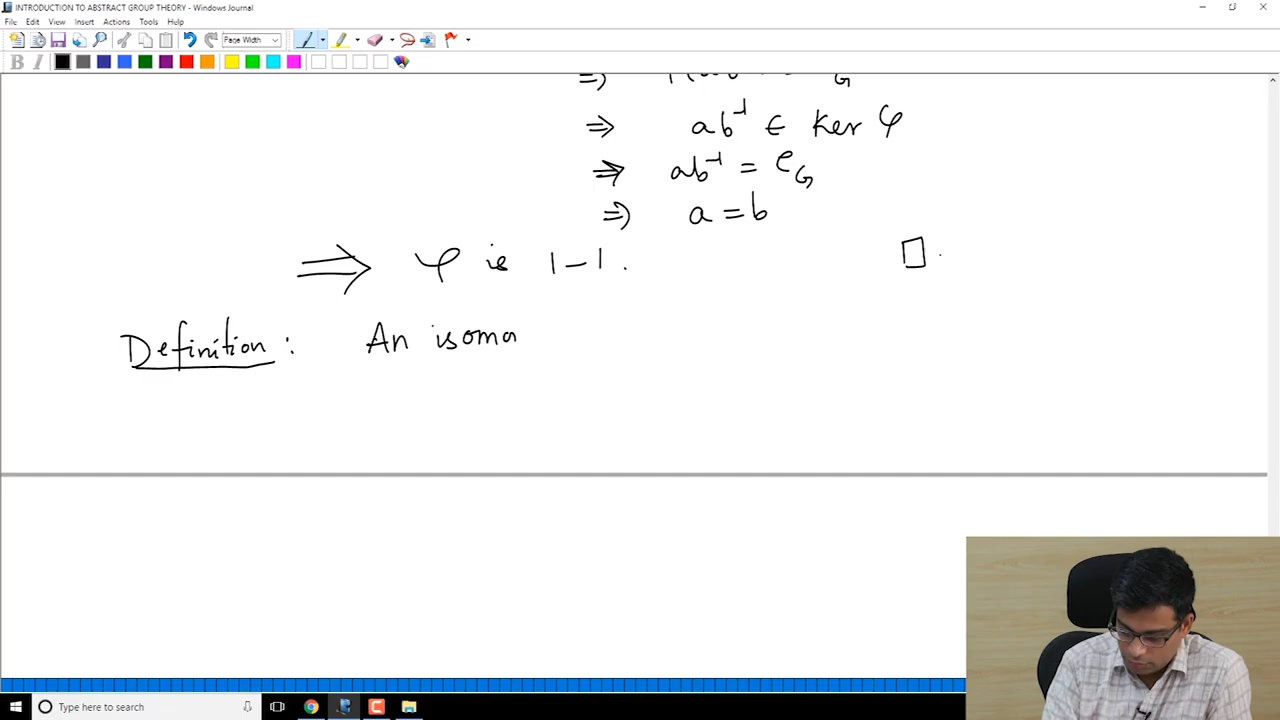 INTRODUCTION TO ABSTRACT GROUP THEORY - Windows Journal
File Edit View Insert Actions Tools Help
Page Width
B I
⇒ ab⁻¹ ∈ Ker φ
⇒ ab⁻¹ = e_G
⇒ a = b
⟹ φ is 1-1. □.
Definition: An isomo
Type here to search